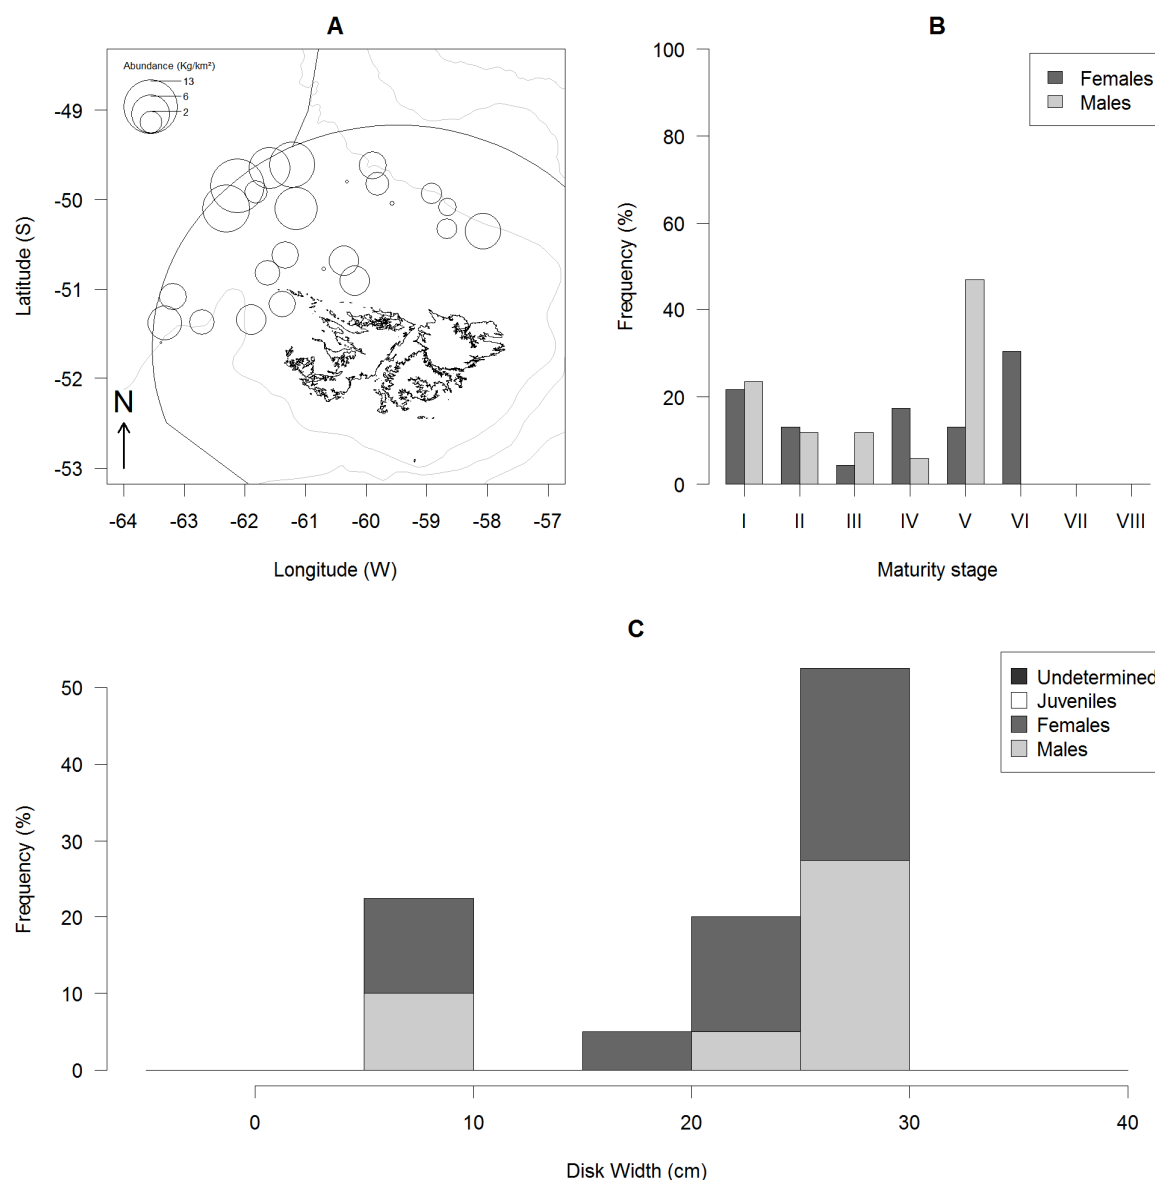 A
Abundance (Kg/km²)
13
6
2
-49
-50
-51
-52
-53
Latitude (S)
N
-64 -63 -62 -61 -60 -59 -58 -57
Longitude (W)
B
100
80
60
40
20
0
Frequency (%)
Females
Males
I II III IV V VI VII VIII
Maturity stage
C
50
40
30
20
10
0
Frequency (%)
Undetermined
Juveniles
Females
Males
0 10 20 30 40
Disk Width (cm)